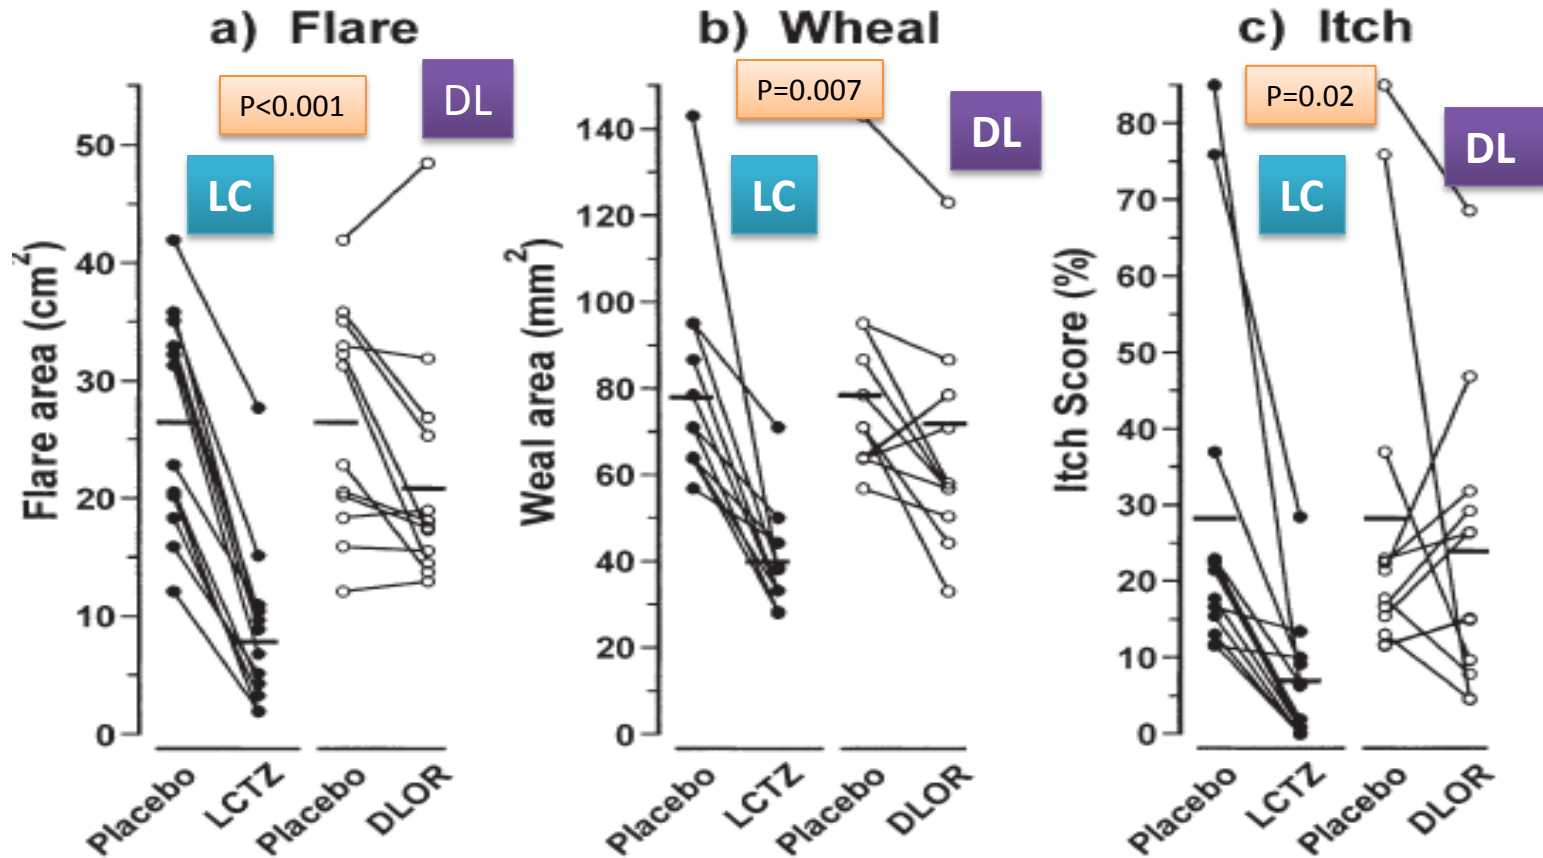 a) Flare
P<0.001
DL
LC
Flare area (cm2)
50
40
30
20
10
0
Placebo
LCTZ
Placebo
DLOR
b) Wheal
P=0.007
DL
LC
Weal area (mm2)
140
120
100
80
60
40
20
0
Placebo
LCTZ
Placebo
DLOR
c) Itch
P=0.02
DL
LC
Itch Score (%)
80
70
60
50
40
30
20
10
0
Placebo
LCTZ
Placebo
DLOR